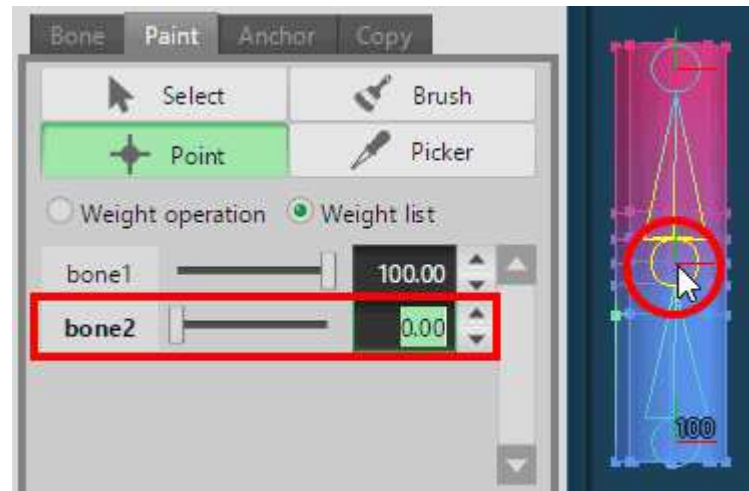 Bone Paint Anchor Copy
Select Brush
Point Picker
Weight operation Weight list
bone1 100.00
bone2 0.00
100